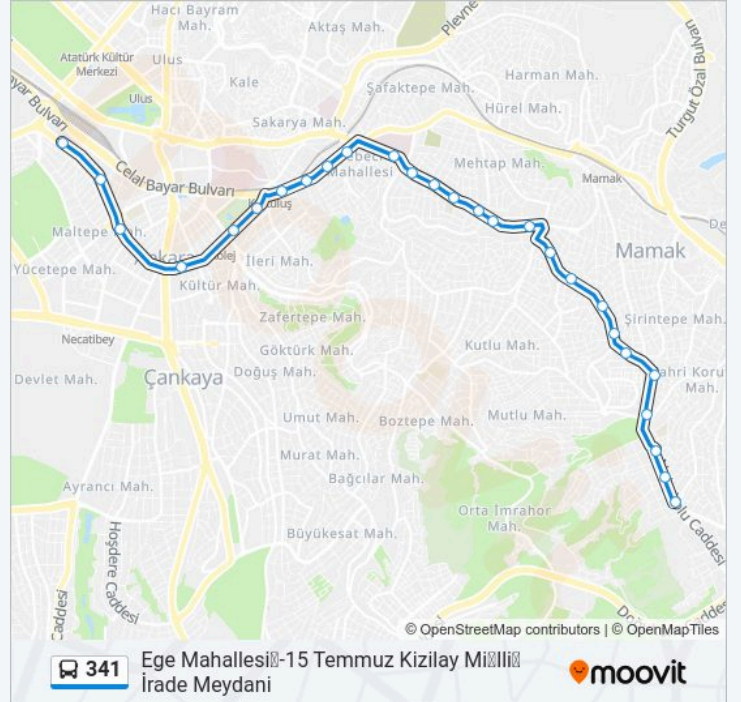 Hacı Bayram
Mah.
Plevne
Aktaş Mah.
Atatürk Kültür
Merkezi
Ulus
Kale
Şafaktepe Mah.
Harman Mah.
Turgut Özal Bulvarı
Ulus
Hürel Mah.
Bulvarı
Sakarya Mah.
Mahallesi
Mehtap Mah.
Mamak
Celal Bayar Bulvarı
Maltepe
Mamak
Yücetepe Mah.
İleri Mah.
Kültür Mah.
Zafertepe Mah.
Şirintepe Mah.
Necatibey
Göktürk Mah.
Kutlu Mah.
Devlet Mah.
Çankaya
Doğuş Mah.
Mah.
Umut Mah.
Boztepe Mah.
Mutlu Mah.
Murat Mah.
Ayrancı Mah.
Bağcılar Mah.
Orta İmrahor
Mah.
Hoşdere Caddesi
Büyükesat Mah.
Caddesi
© OpenStreetMap contributors | © OpenMapTiles
341
Ege Mahallesi-15 Temmuz Kizilay Milli
İrade Meydani
moovit